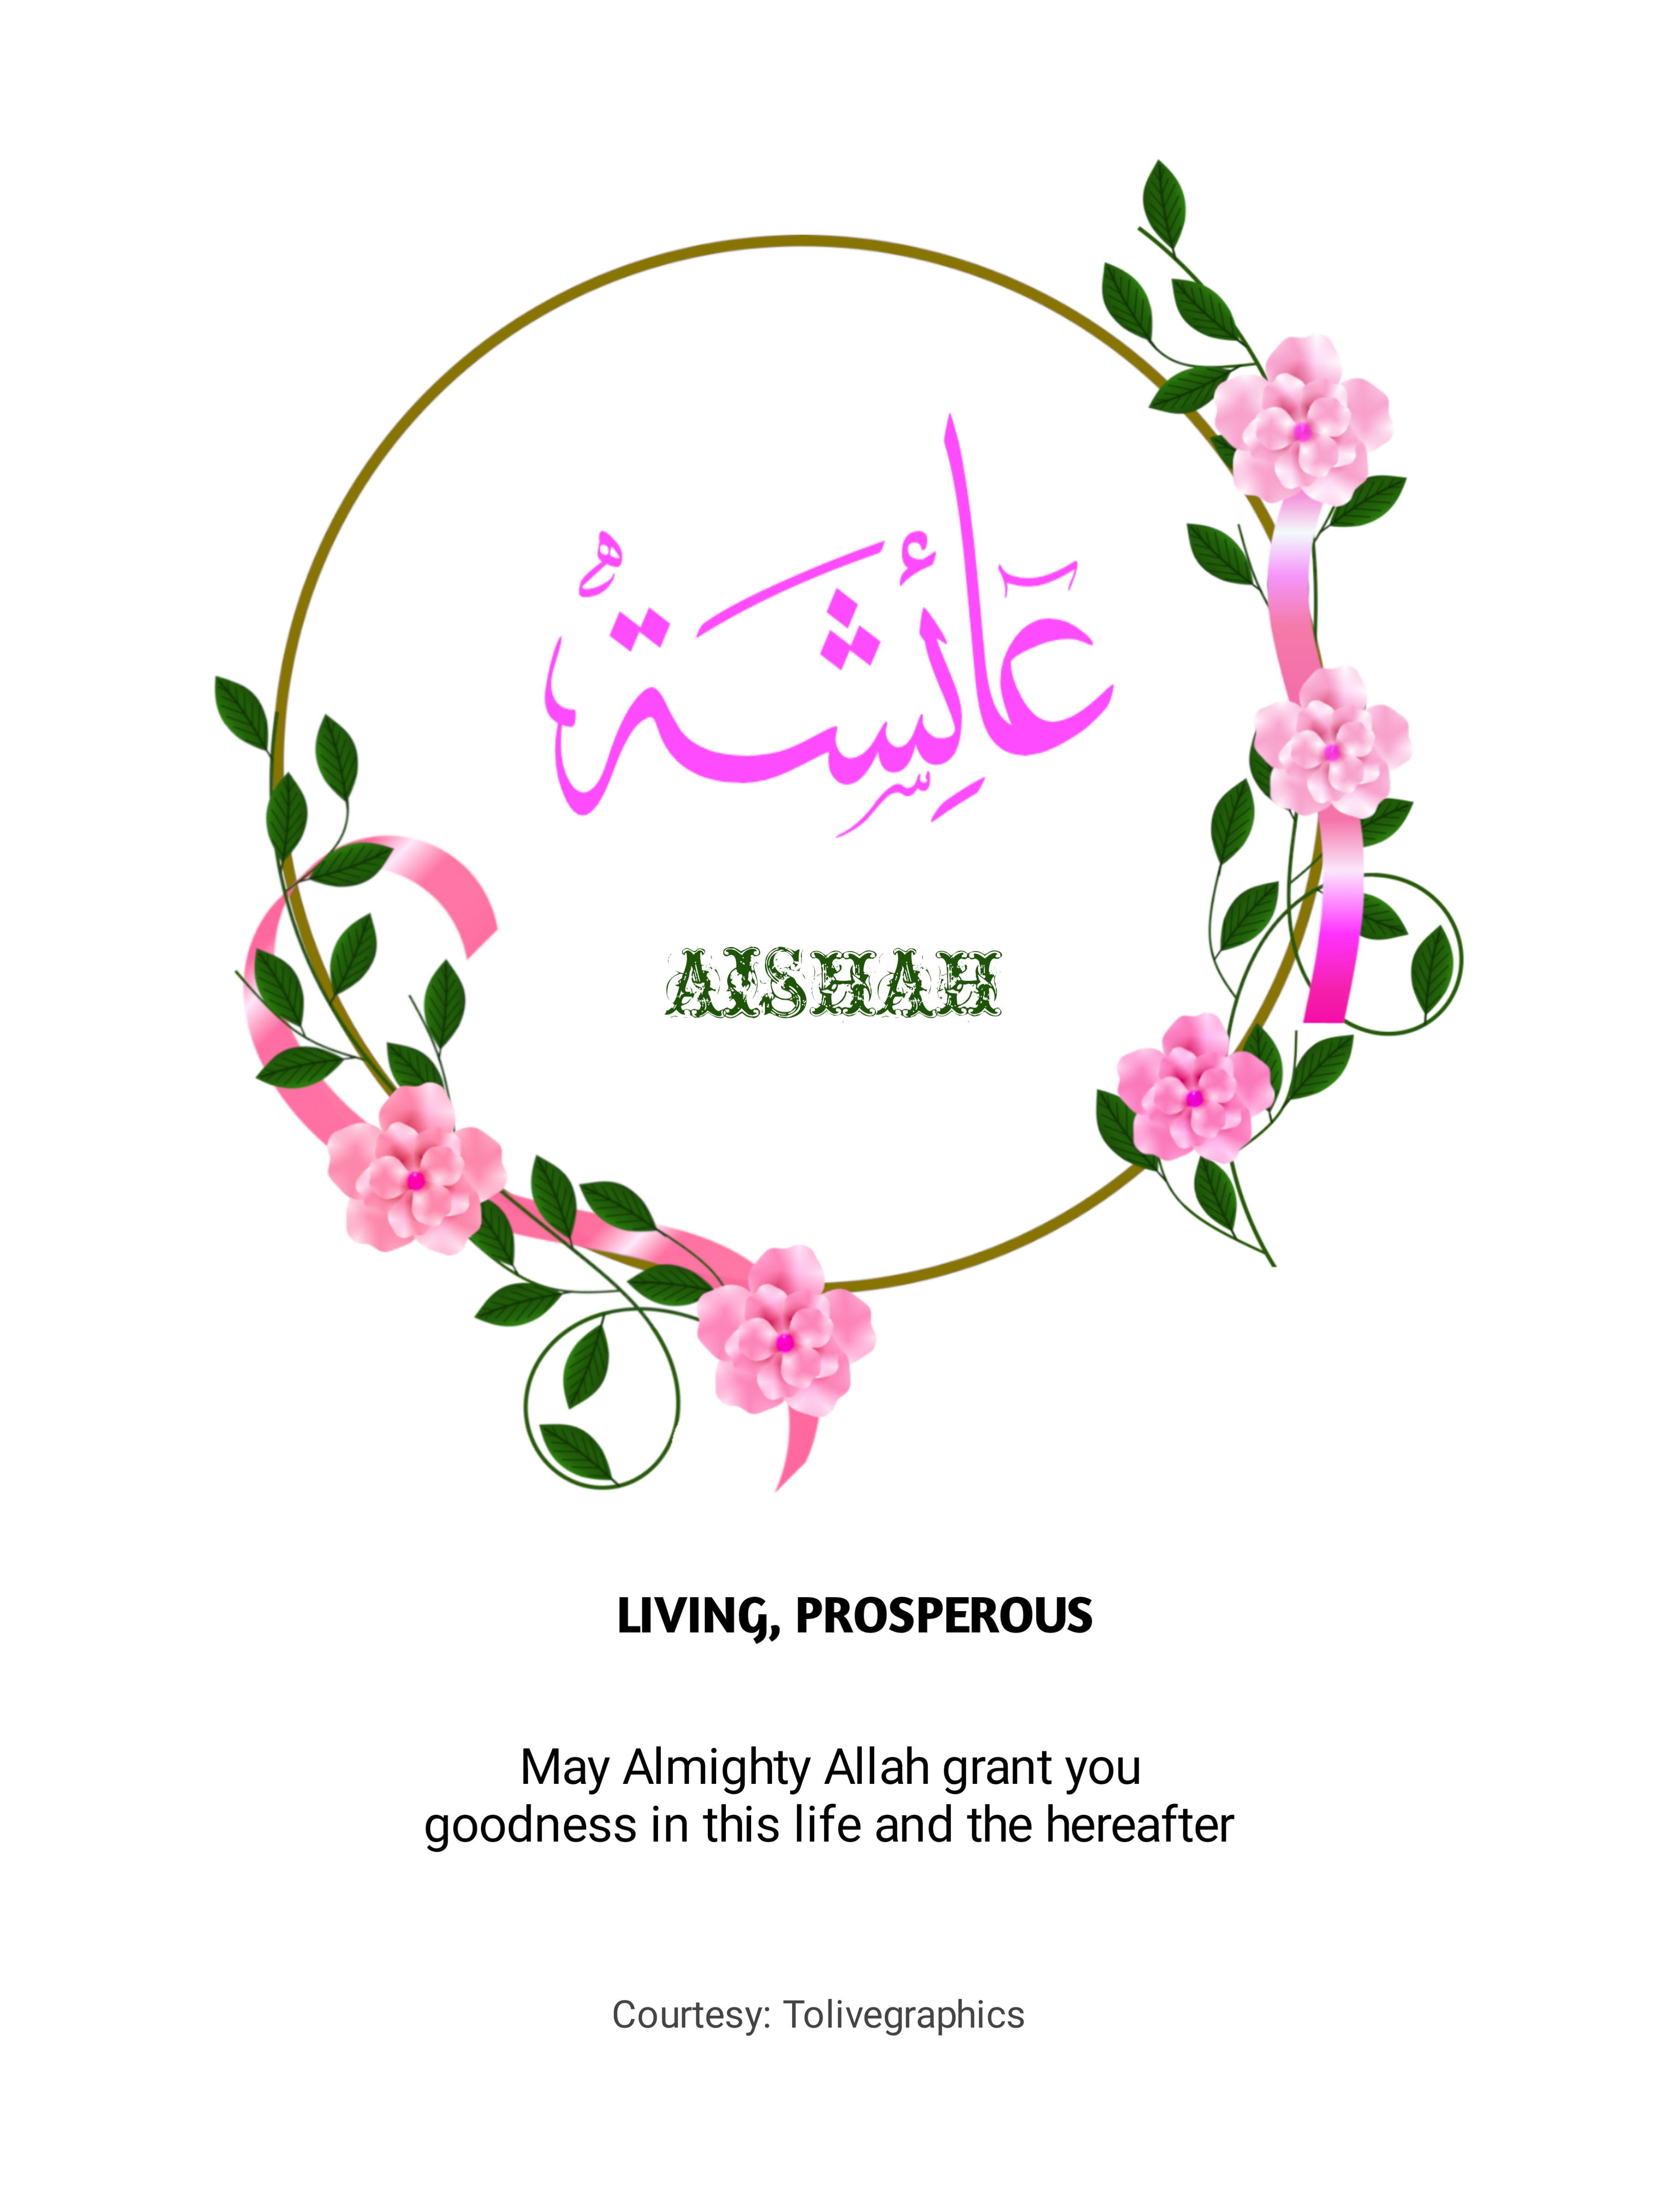 عَائِشَة
AISHAH
LIVING, PROSPEROUS
May Almighty Allah grant you
goodness in this life and the hereafter
Courtesy: Tolivegraphics